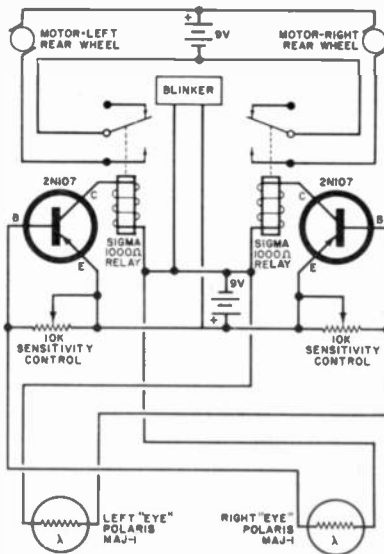 MOTOR-LEFT
REAR WHEEL
+
9V
MOTOR-RIGHT
REAR WHEEL
BLINKER
2N107
2N107
B
C
E
SIGMA
1000Ω
RELAY
SIGMA
1000Ω
RELAY
C
B
E
9V
+
10K
SENSITIVITY
CONTROL
10K
SENSITIVITY
CONTROL
λ
LEFT "EYE"
POLARIS
MAJ-1
RIGHT "EYE"
POLARIS
MAJ-1
λ